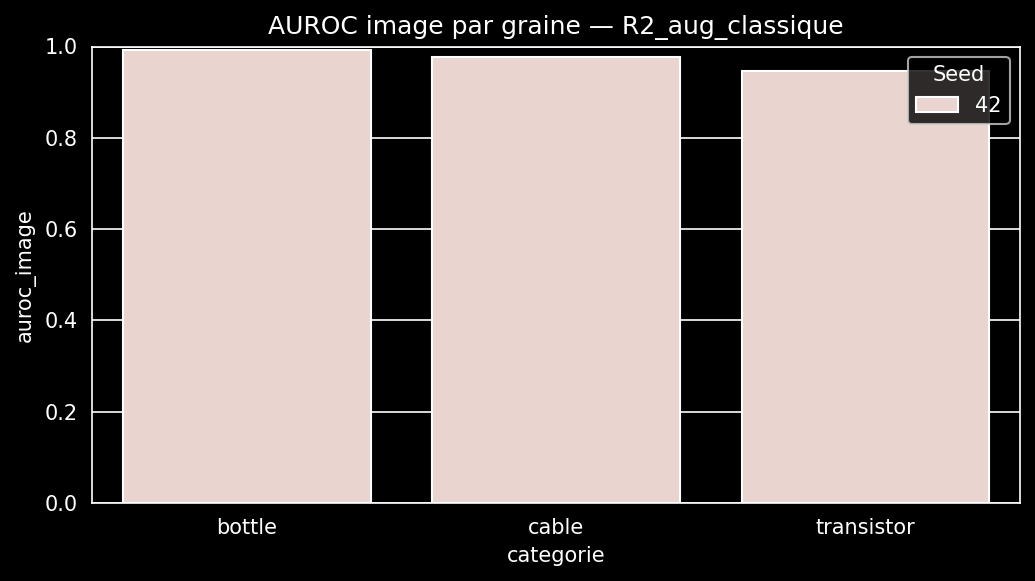 AUROC image par graine — R2_aug_classique
auroc_image
1.0
0.8
0.6
0.4
0.2
0.0
Seed
42
bottle
cable
transistor
categorie